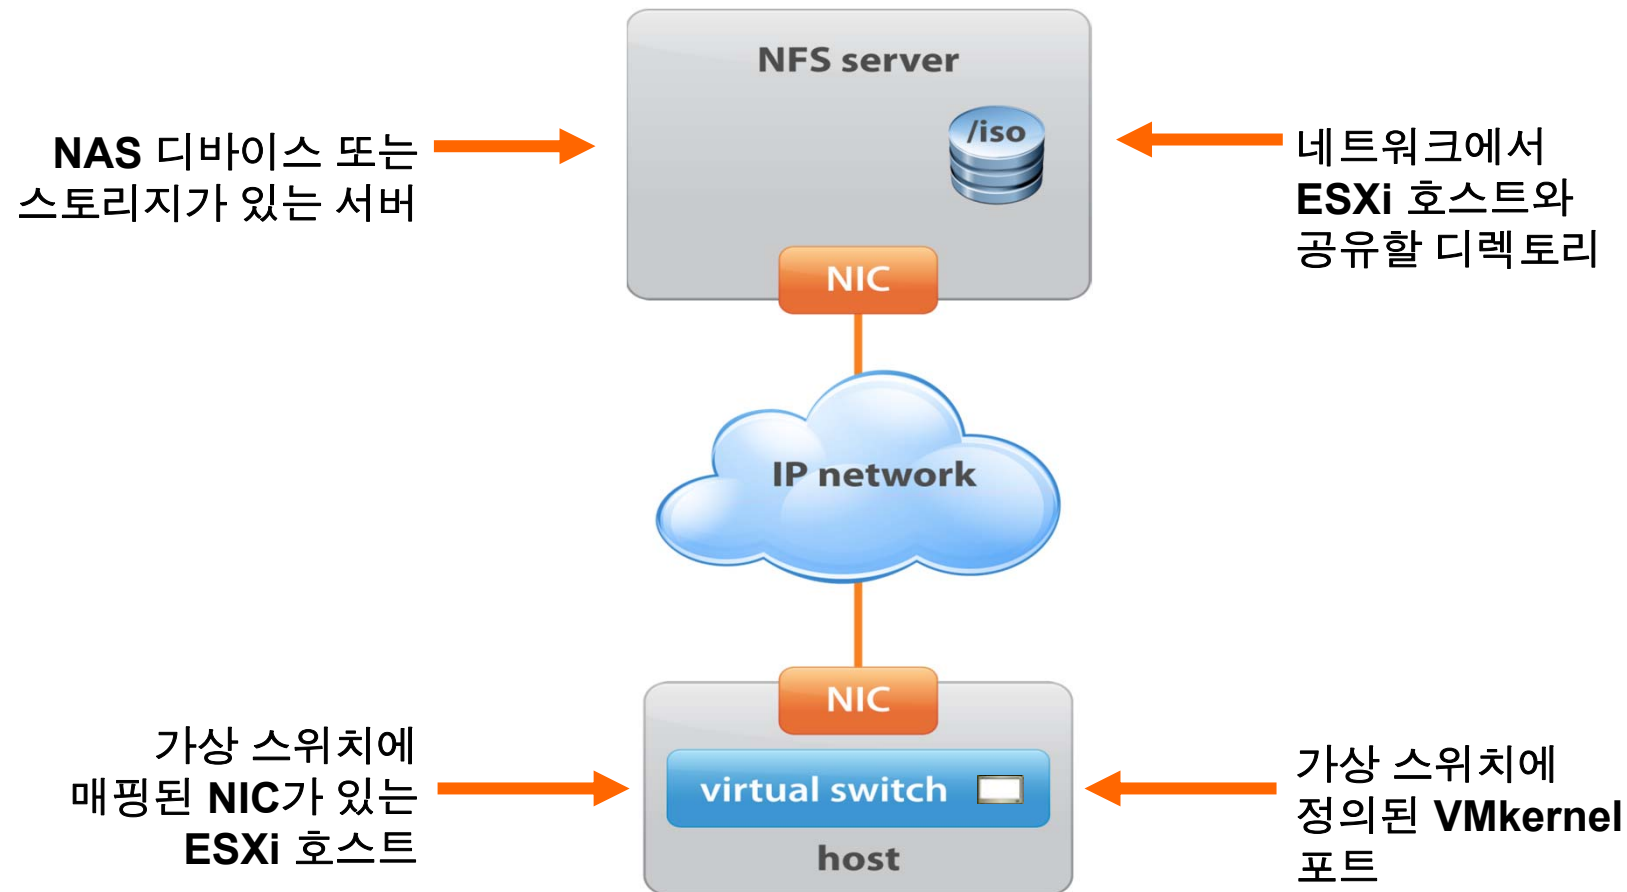 NFS server
/iso
NAS 디바이스 또는
스토리지가 있는 서버
네트워크에서
ESXi 호스트와
공유할 디렉토리
NIC
IP network
NIC
가상 스위치에
매핑된 NIC가 있는
ESXi 호스트
virtual switch
host
가상 스위치에
정의된 VMkernel
포트